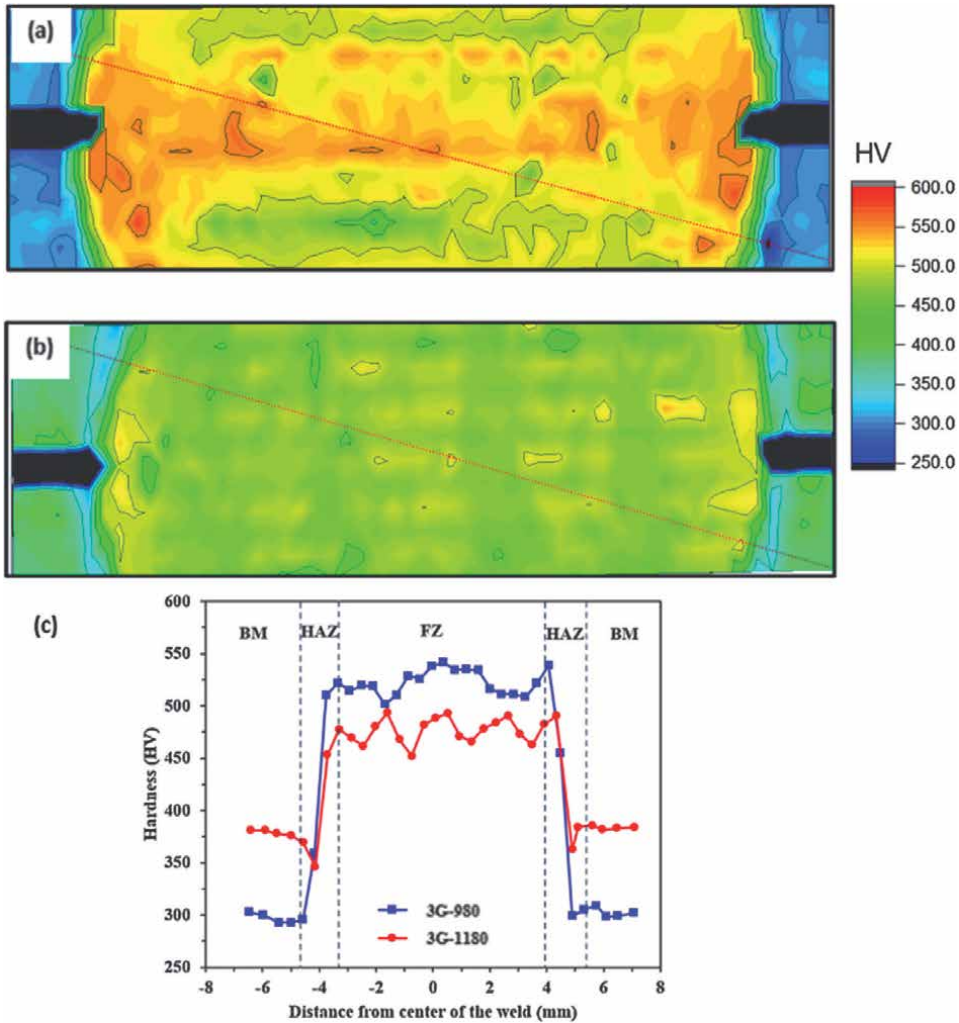 (a)
HV
600.0
550.0
500.0
450.0
400.0
350.0
300.0
250.0
(b)
(c)
600
550
500
450
400
350
300
250
BM HAZ FZ HAZ BM
3G-980
3G-1180
-8 -6 -4 -2 0 2 4 6 8
Hardness (HV)
Distance from center of the weld (mm)